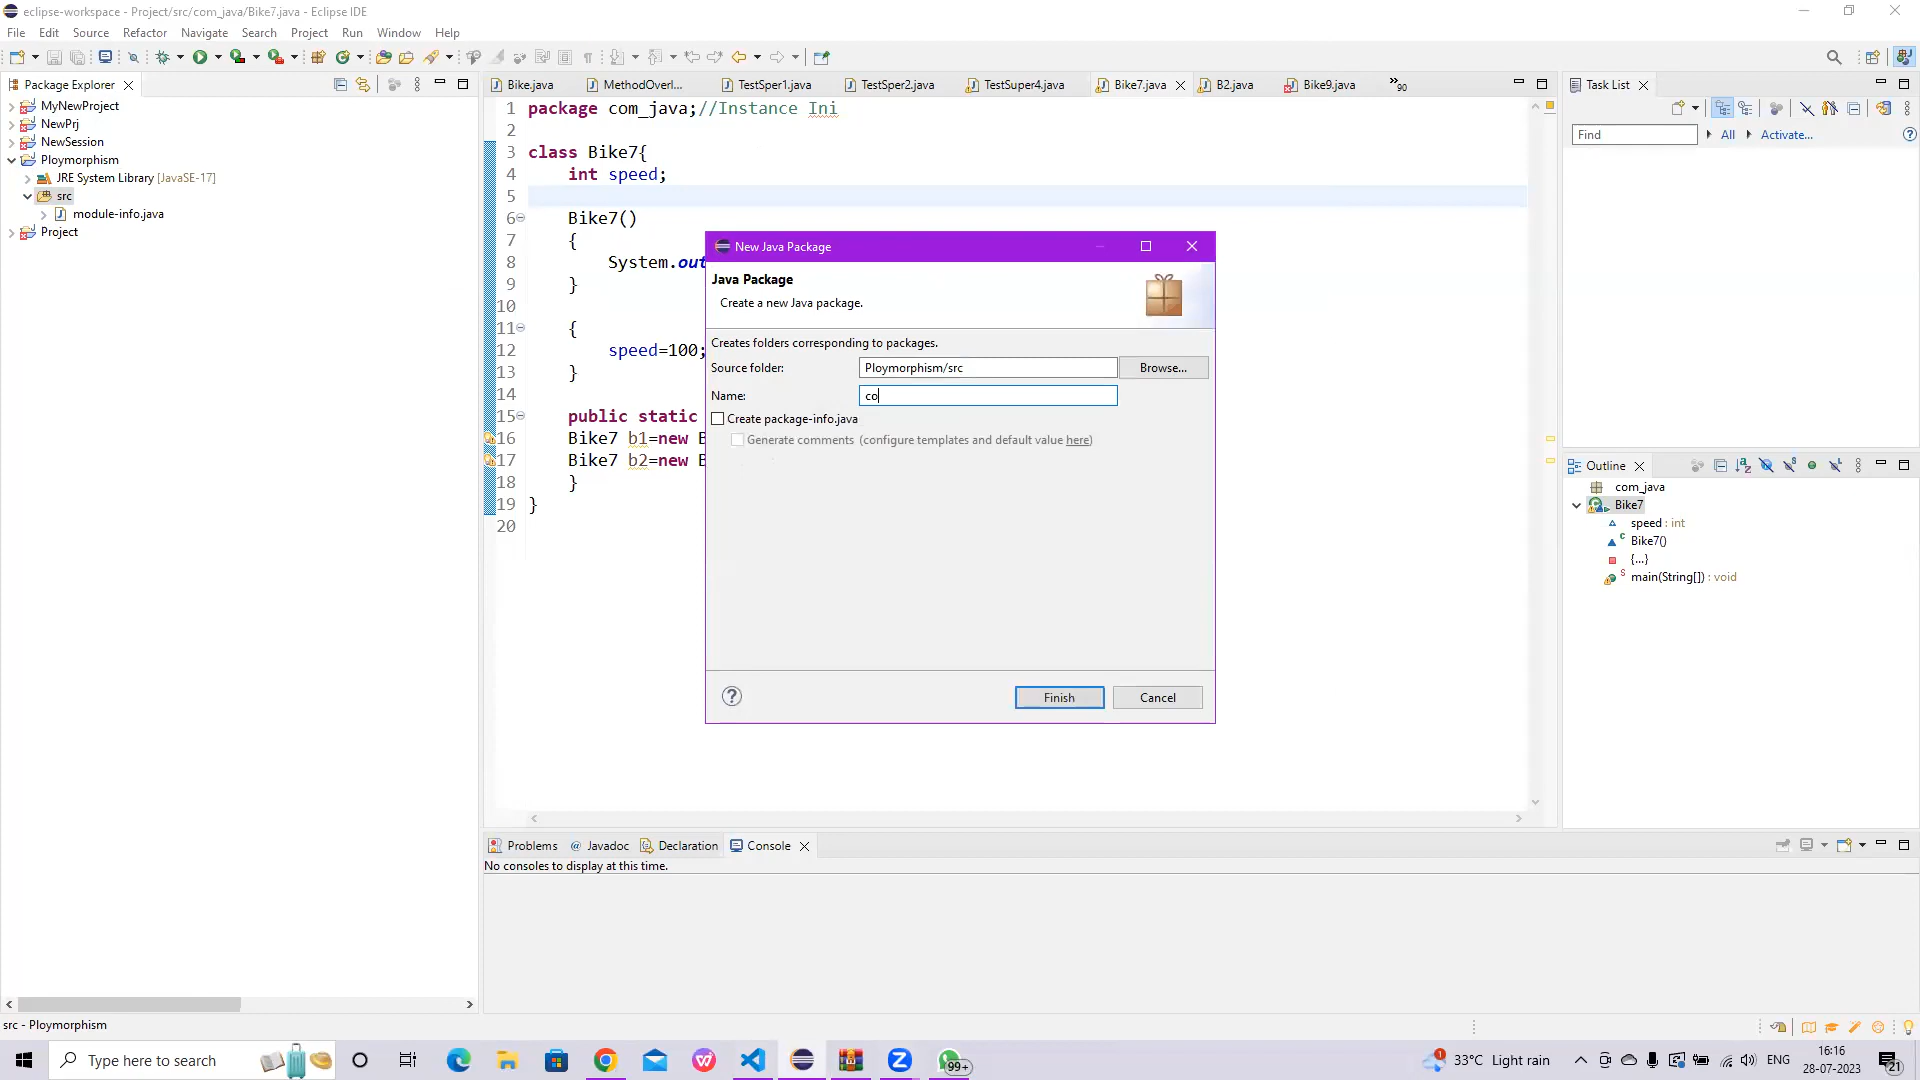 eclipse-workspace - Project/src/com_java/Bike7.java - Eclipse IDE
File Edit Source Refactor Navigate Search Project Run Window Help
Package Explorer
MyNewProject
NewPrj
NewSession
Ploymorphism
JRE System Library [JavaSE-17]
src
module-info.java
Project
Bike.java MethodOverl... TestSper1.java TestSper2.java TestSuper4.java Bike7.java B2.java Bike9.java »90
1 package com_java;//Instance Ini
2
3 class Bike7{
4 int speed;
5
6 Bike7()
7 {
8 System.out
9 }
10
11 {
12 speed=100;
13 }
14
15 public static
16 Bike7 b1=new B
17 Bike7 b2=new B
18 }
19 }
20
New Java Package
Java Package
Create a new Java package.
Creates folders corresponding to packages.
Source folder: Ploymorphism/src Browse...
Name: co
Create package-info.java
Generate comments (configure templates and default value here)
? Finish Cancel
Task List
Find All Activate...
Outline
com_java
Bike7
speed : int
Bike7()
{...}
main(String[]) : void
Problems Javadoc Declaration Console
No consoles to display at this time.
src - Ploymorphism
Type here to search
99+
33°C Light rain
ENG
16:16
28-07-2023
21